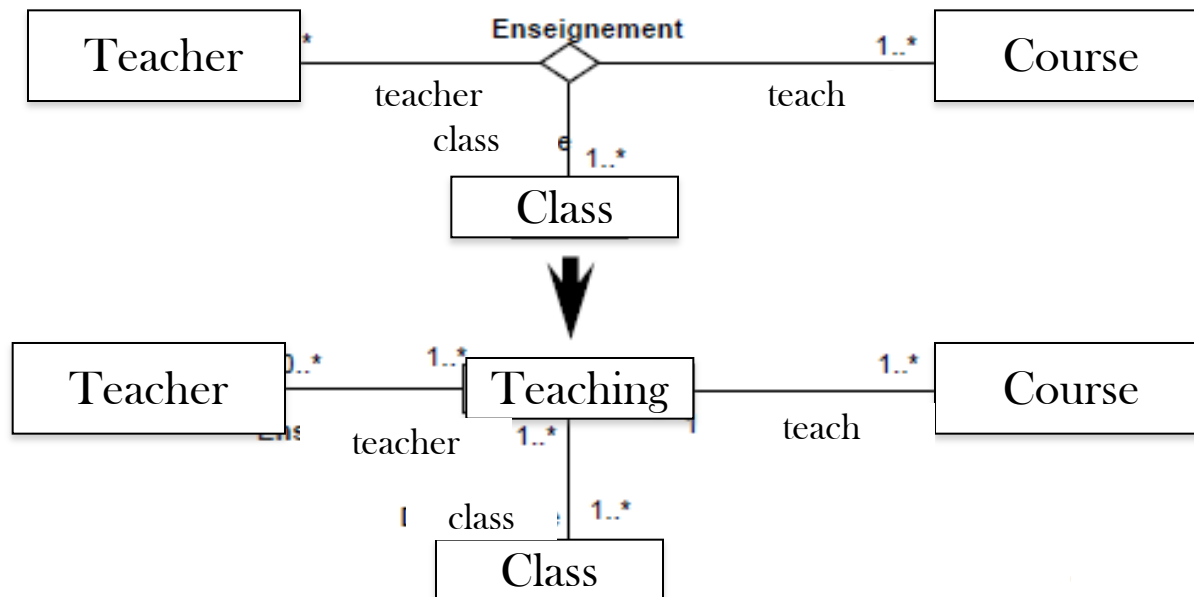 Enseignement
Teacher
*
1..*
Course
teacher
teach
class
e
1..*
Class
Teacher
0..*
1..*
Teaching
1..*
Course
teacher
1..*
teach
class
1..*
Class